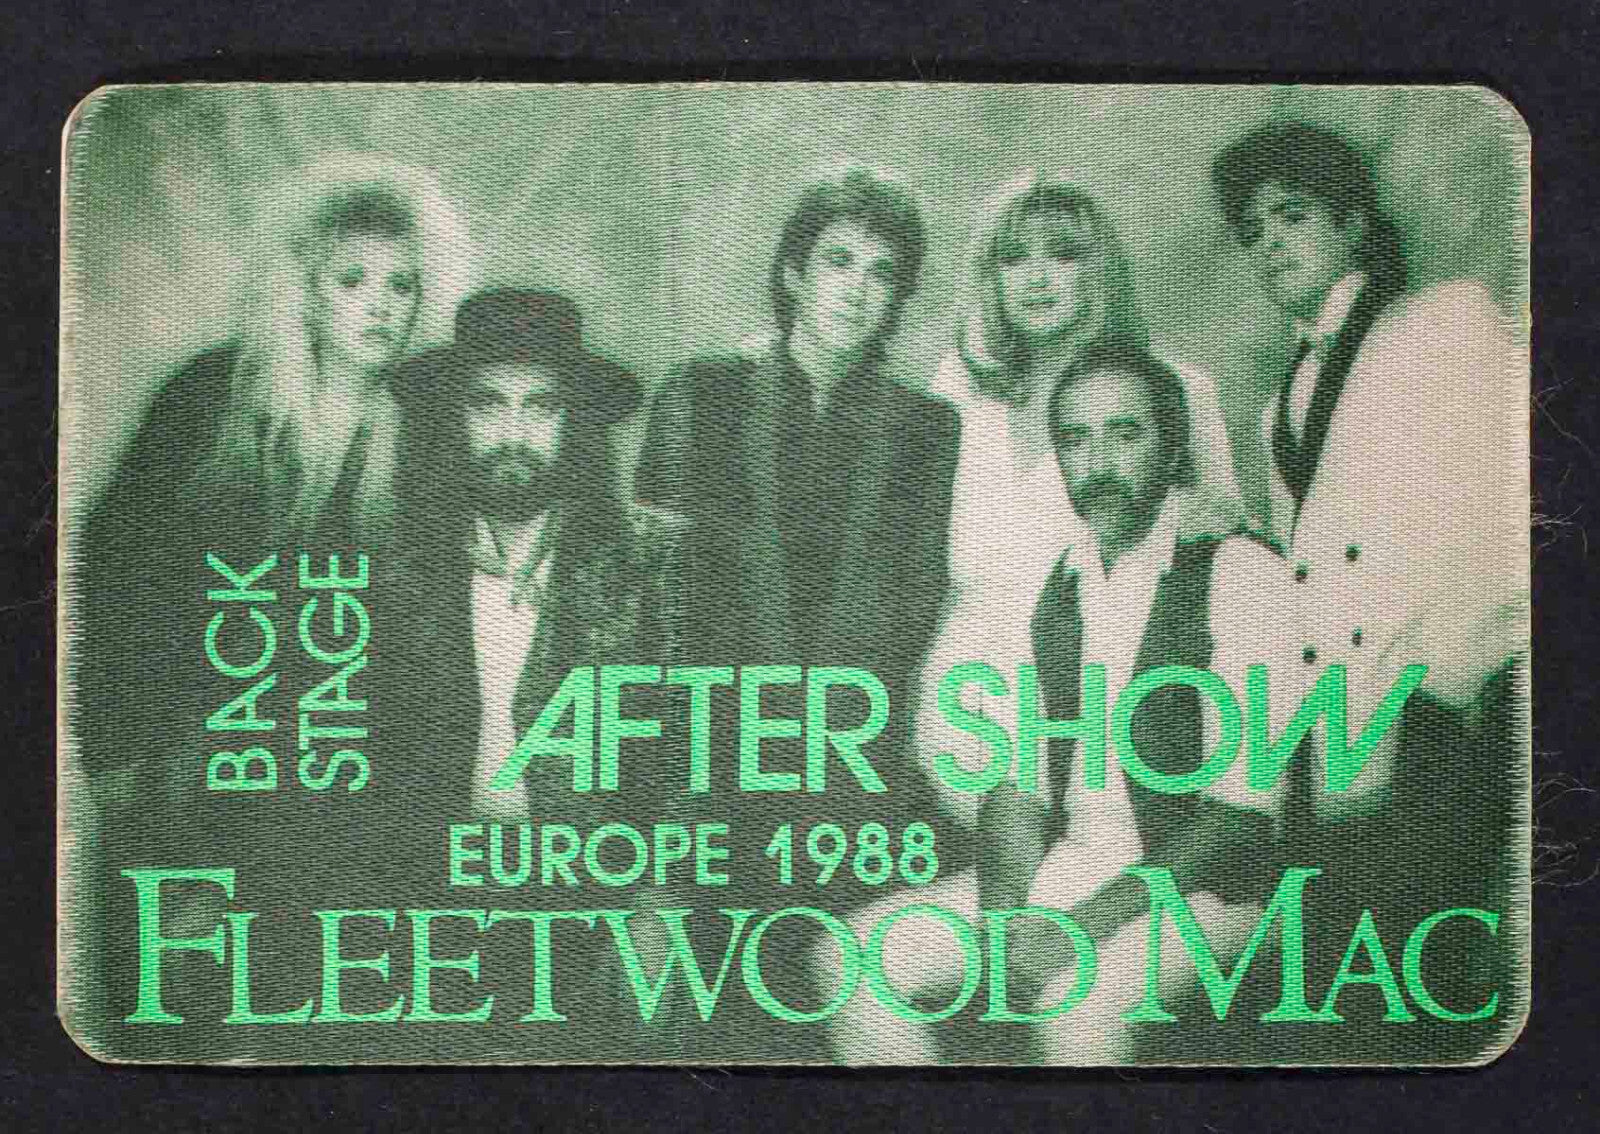 BACK
STAGE
AFTER SHOW
EUROPE 1988
FLEETWOOD MAC